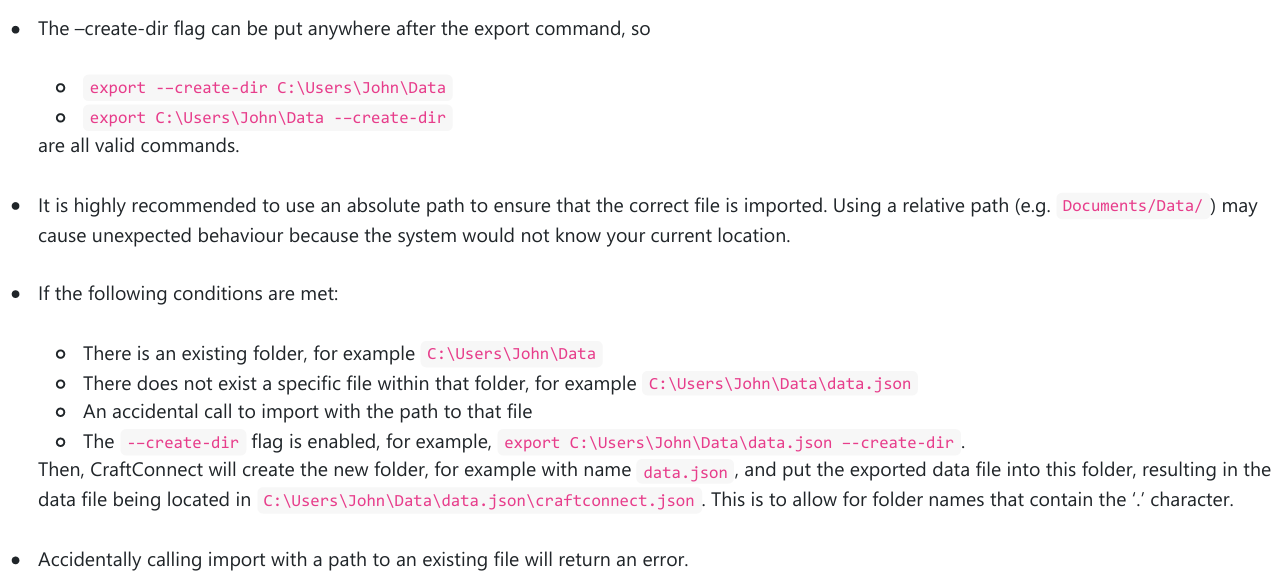 The –create-dir flag can be put anywhere after the export command, so
export --create-dir C:\Users\John\Data
export C:\Users\John\Data --create-dir
are all valid commands.
It is highly recommended to use an absolute path to ensure that the correct file is imported. Using a relative path (e.g. Documents/Data/ ) may
cause unexpected behaviour because the system would not know your current location.
If the following conditions are met:
There is an existing folder, for example C:\Users\John\Data
There does not exist a specific file within that folder, for example C:\Users\John\Data\data.json
An accidental call to import with the path to that file
The --create-dir flag is enabled, for example, export C:\Users\John\Data\data.json --create-dir .
Then, CraftConnect will create the new folder, for example with name data.json , and put the exported data file into this folder, resulting in the
data file being located in C:\Users\John\Data\data.json\craftconnect.json . This is to allow for folder names that contain the ‘.’ character.
Accidentally calling import with a path to an existing file will return an error.